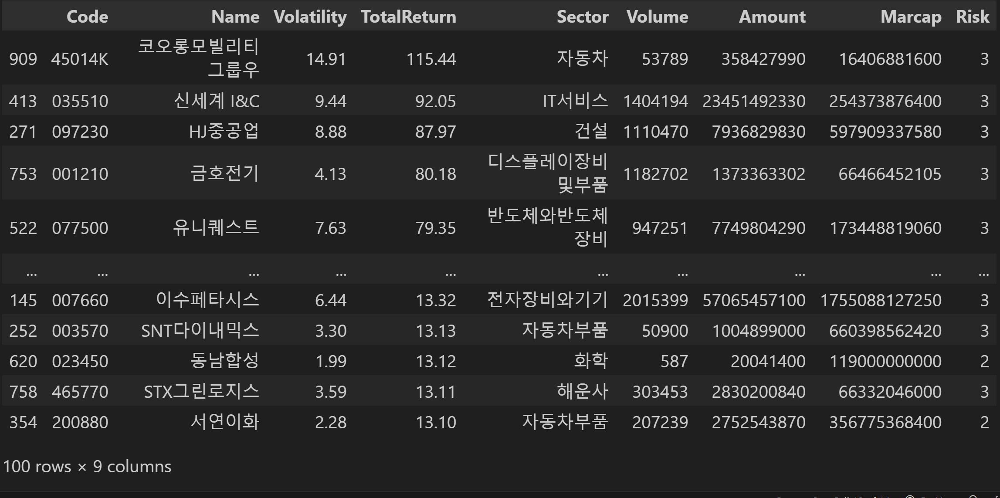 Code Name Volatility TotalReturn Sector Volume Amount Marcap Risk
909 45014K 코오롱모빌리티그룹우 14.91 115.44 자동차 53789 358427990 16406881600 3
413 035510 신세계 I&C 9.44 92.05 IT서비스 1404194 23451492330 254373876400 3
271 097230 HJ중공업 8.88 87.97 건설 1110470 7936829830 597909337580 3
753 001210 금호전기 4.13 80.18 디스플레이장비및부품 1182702 1373363302 66466452105 3
522 077500 유니퀘스트 7.63 79.35 반도체와반도체장비 947251 7749804290 173448819060 3
... ... ... ... ... ... ... ... ... ...
145 007660 이수페타시스 6.44 13.32 전자장비와기기 2015399 57065457100 1755088127250 3
252 003570 SNT다이내믹스 3.30 13.13 자동차부품 50900 1004899000 660398562420 3
620 023450 동남합성 1.99 13.12 화학 587 20041400 119000000000 2
758 465770 STX그린로지스 3.59 13.11 해운사 303453 2830200840 66332046000 3
354 200880 서연이화 2.28 13.10 자동차부품 207239 2752543870 356775368400 2
100 rows × 9 columns